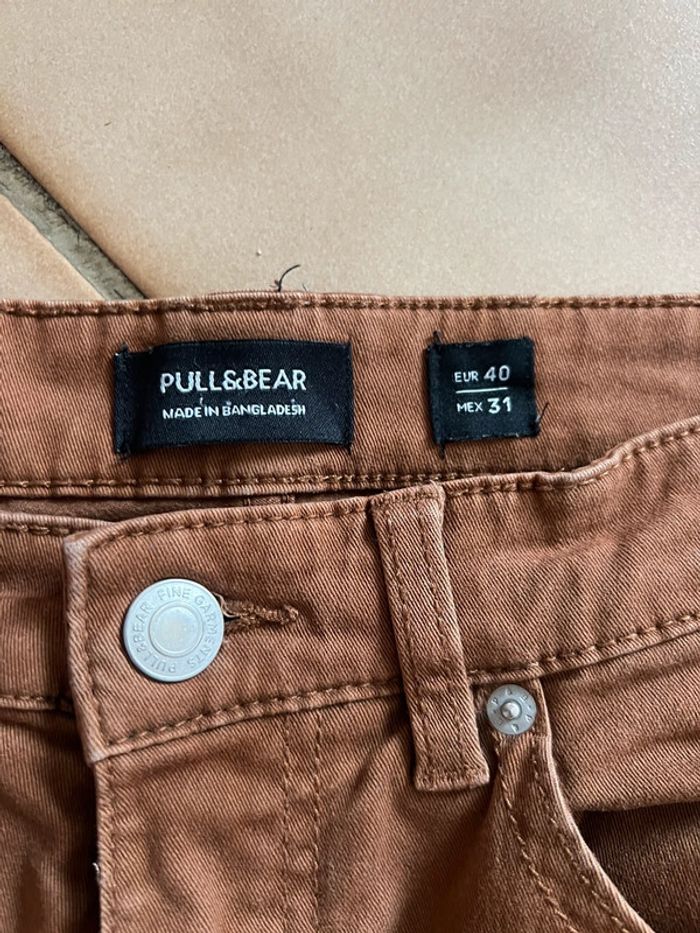 PULL&BEAR
MADE IN BANGLADESH
EUR 40
MEX 31
PULL&BEAR FINE GARMENTS